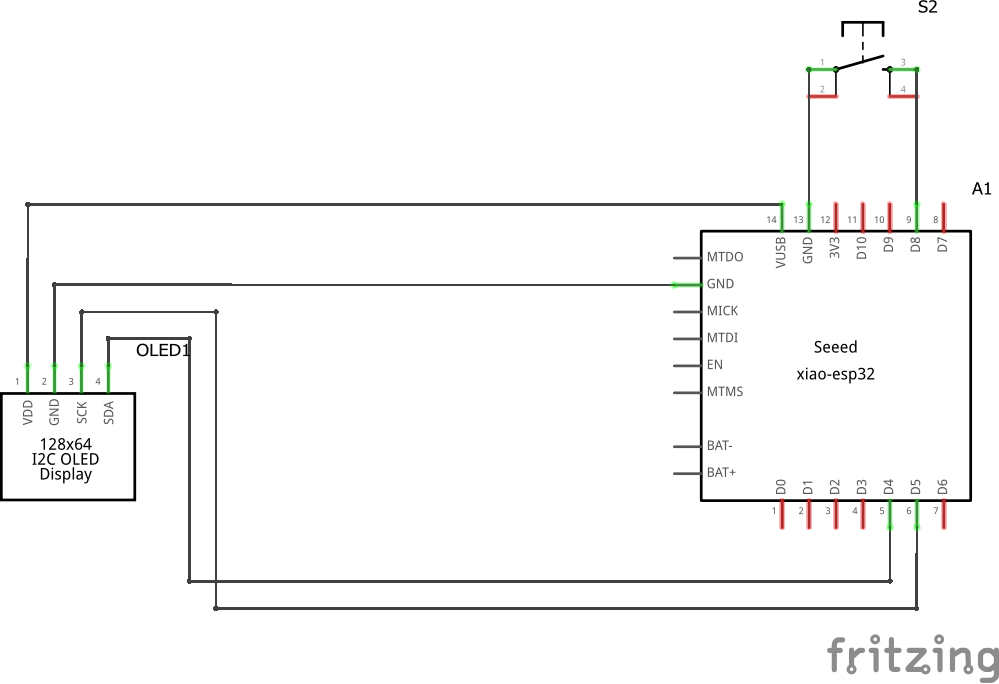 S2
1
3
2
4
A1
14
13
12
11
10
9
8
VUSB
GND
3V3
D10
D9
D8
D7
MTDO
GND
MICK
MTDI
EN
MTMS
BAT-
BAT+
Seeed
xiao-esp32
D0
D1
D2
D3
D4
D5
D6
1
2
3
4
5
6
7
OLED1
1
2
3
4
VDD
GND
SCK
SDA
128x64
I2C OLED
Display
fritzing